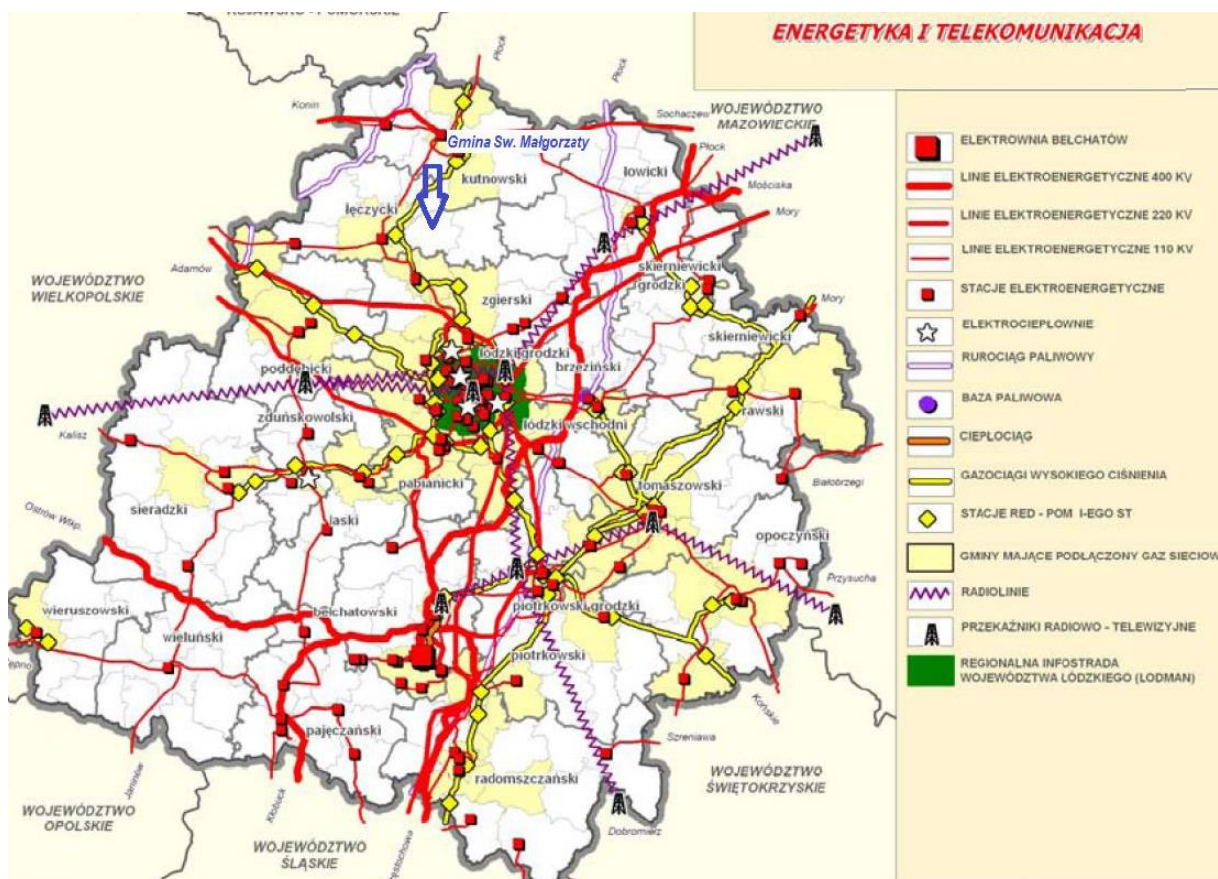 ENERGETYKA I TELEKOMUNIKACJA
Płock
Płock
Konin
Sochaczew
WOJEWÓDZTWO
MAZOWIECKIE
Gmina Sw. Małgorzaty
Płock
łowicki
kutnowski
Mościska
łęczycki
Mory
Adamów
WOJEWÓDZTWO
WIELKOPOLSKIE
skierniewicki
grodzki
zgierski
Mory
skierniewicki
łódzki grodzki
brzeziński
poddębicki
zduńskowolski
rawski
łódzki wschodni
Kalisz
pabianicki
tomaszowski
Białobrzegi
sieradzki
Ostrów Wlkp.
łaski
opoczyński
Przysucha
wieruszowski
bełchatowski
piotrkowski grodzki
wieluński
piotrkowski
Końskie
pajęczański
Szreniawa
radomszczański
Janinów
Kłobuck
WOJEWÓDZTWO
ŚWIĘTOKRZYSKIE
WOJEWÓDZTWO
OPOLSKIE
Dobromierz
WOJEWÓDZTWO
ŚLĄSKIE
ELEKTROWNIA BEŁCHATÓW
LINIE ELEKTROENERGETYCZNE 400 KV
LINIE ELEKTROENERGETYCZNE 220 KV
LINIE ELEKTROENERGETYCZNE 110 KV
STACJE ELEKTROENERGETYCZNE
ELEKTROCIEPŁOWNIE
RUROCIĄG PALIWOWY
BAZA PALIWOWA
CIEPŁOCIĄG
GAZOCIĄGI WYSOKIEGO CIŚNIENIA
STACJE RED - POM I-EGO ST
GMINY MAJĄCE PODŁĄCZONY GAZ SIECIOW
RADIOLINIE
PRZEKAŹNIKI RADIOWO - TELEWIZYJNE
REGIONALNA INFOSTRADA
WOJEWÓDZTWA ŁÓDZKIEGO (LODMAN)